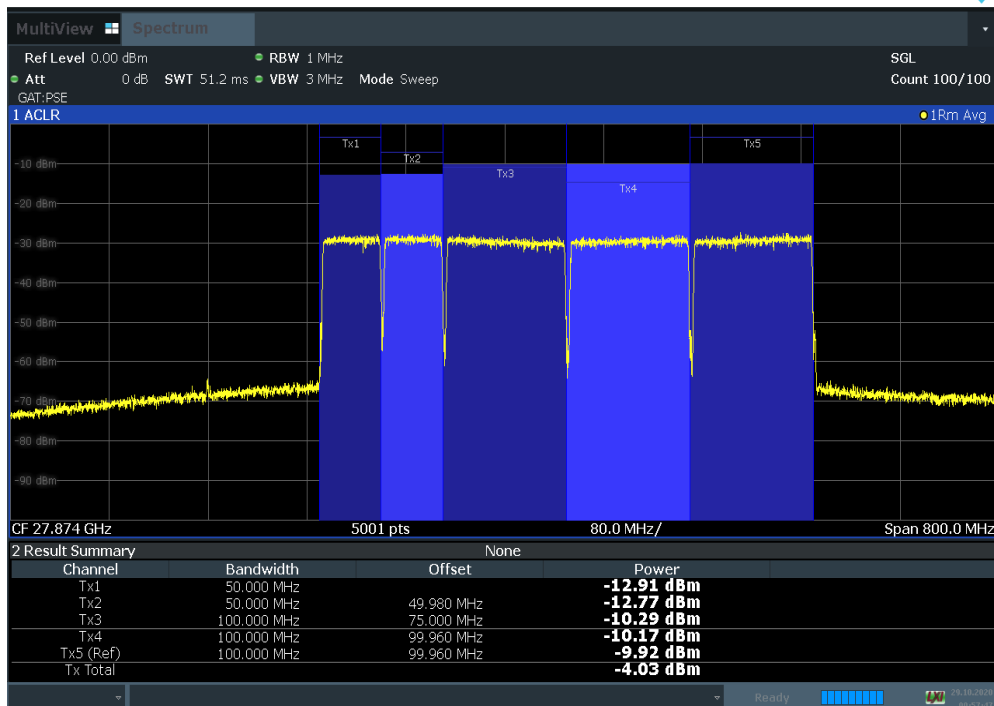 MultiView Spectrum
Ref Level 0.00 dBm RBW 1 MHz SGL
Att 0 dB SWT 51.2 ms VBW 3 MHz Mode Sweep Count 100/100
GAT:PSE
1 ACLR 1Rm Avg
Tx1 Tx2 Tx3 Tx4 Tx5
-10 dBm
-20 dBm
-30 dBm
-40 dBm
-50 dBm
-60 dBm
-70 dBm
-80 dBm
-90 dBm
CF 27.874 GHz 5001 pts 80.0 MHz/ Span 800.0 MHz
2 Result Summary None
Channel Bandwidth Offset Power
Tx1 50.000 MHz -12.91 dBm
Tx2 50.000 MHz 49.980 MHz -12.77 dBm
Tx3 100.000 MHz 75.000 MHz -10.29 dBm
Tx4 100.000 MHz 99.960 MHz -10.17 dBm
Tx5 (Ref) 100.000 MHz 99.960 MHz -9.92 dBm
Tx Total -4.03 dBm
Ready LXI 29.10.2020